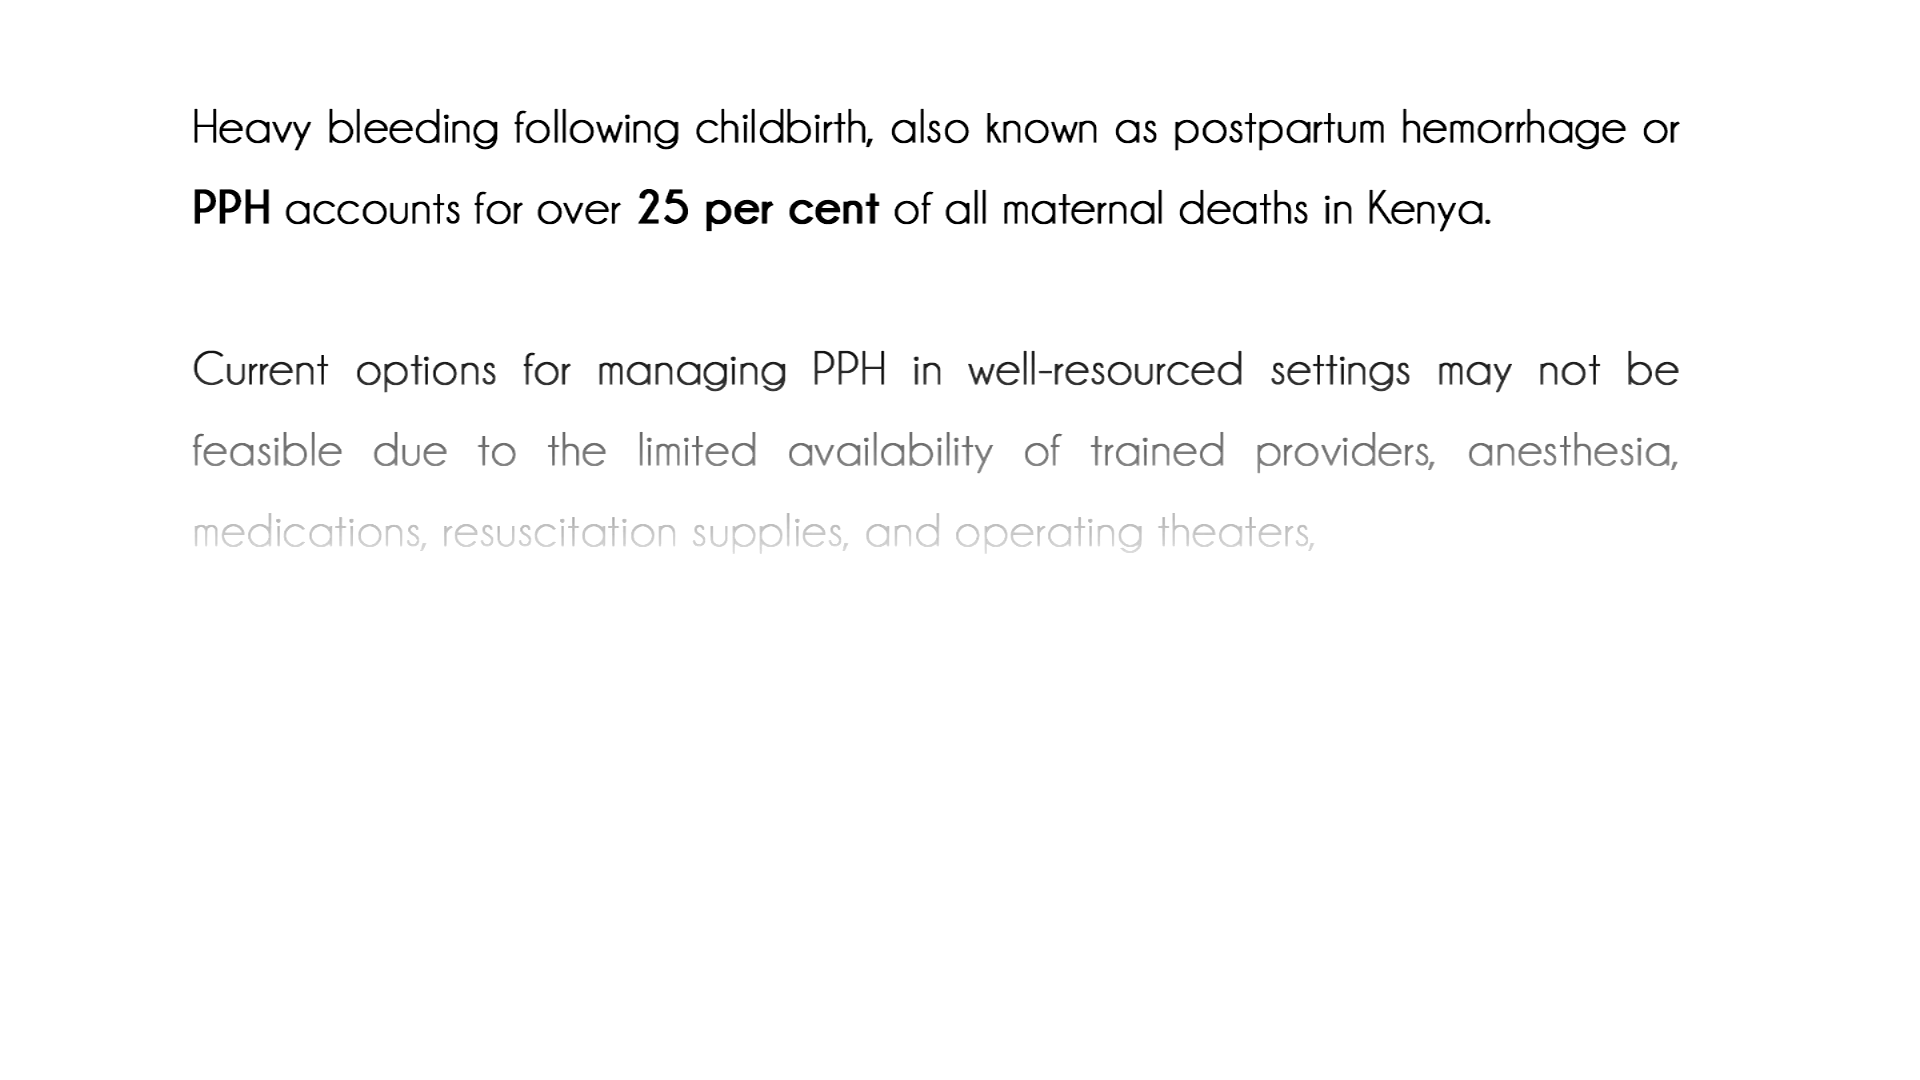 Heavy bleeding following childbirth, also known as postpartum hemorrhage or
PPH accounts for over 25 per cent of all maternal deaths in Kenya.
Current options for managing PPH in well-resourced settings may not be
feasible due to the limited availability of trained providers, anesthesia,
medications, resuscitation supplies, and operating theaters,